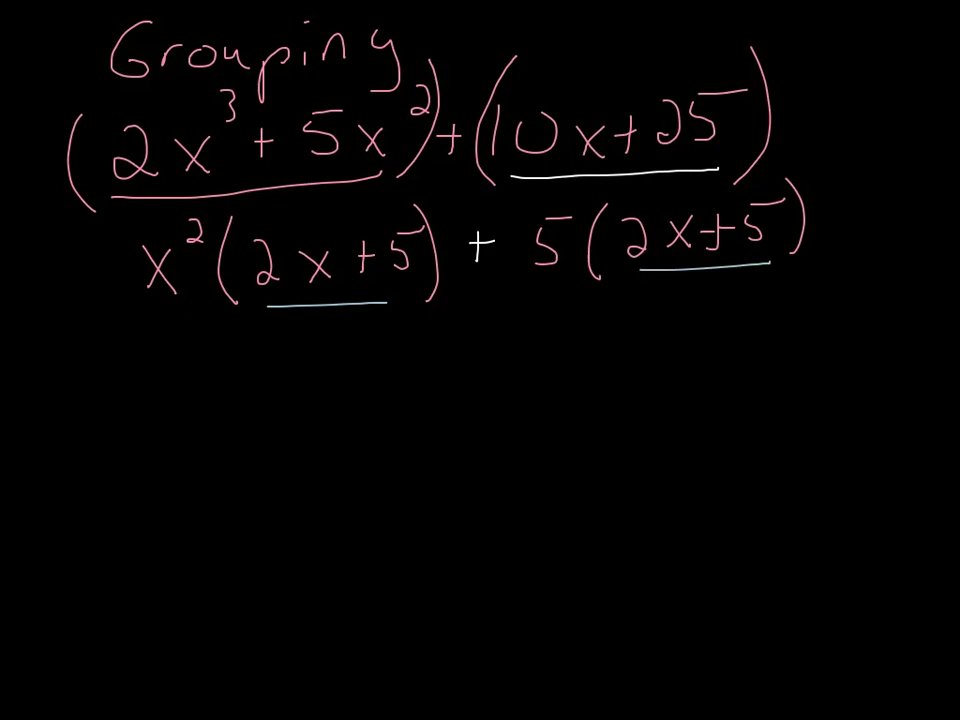 Grouping
(2x³ + 5x²) + (10x + 25)
x²(2x + 5) + 5(2x + 5)